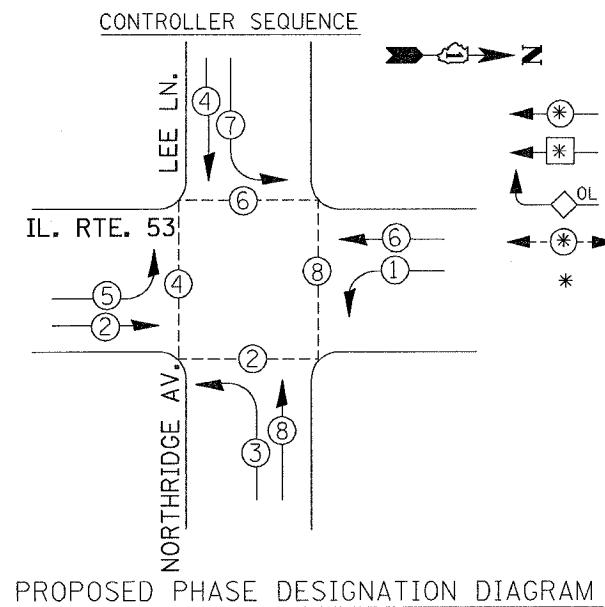 CONTROLLER SEQUENCE
N
LEE LN.
4
7
*
*
OL
*
*
6
IL. RTE. 53
6
1
8
4
5
2
2
3
8
NORTHRIDGE AV.
PROPOSED PHASE DESIGNATION DIAGRAM